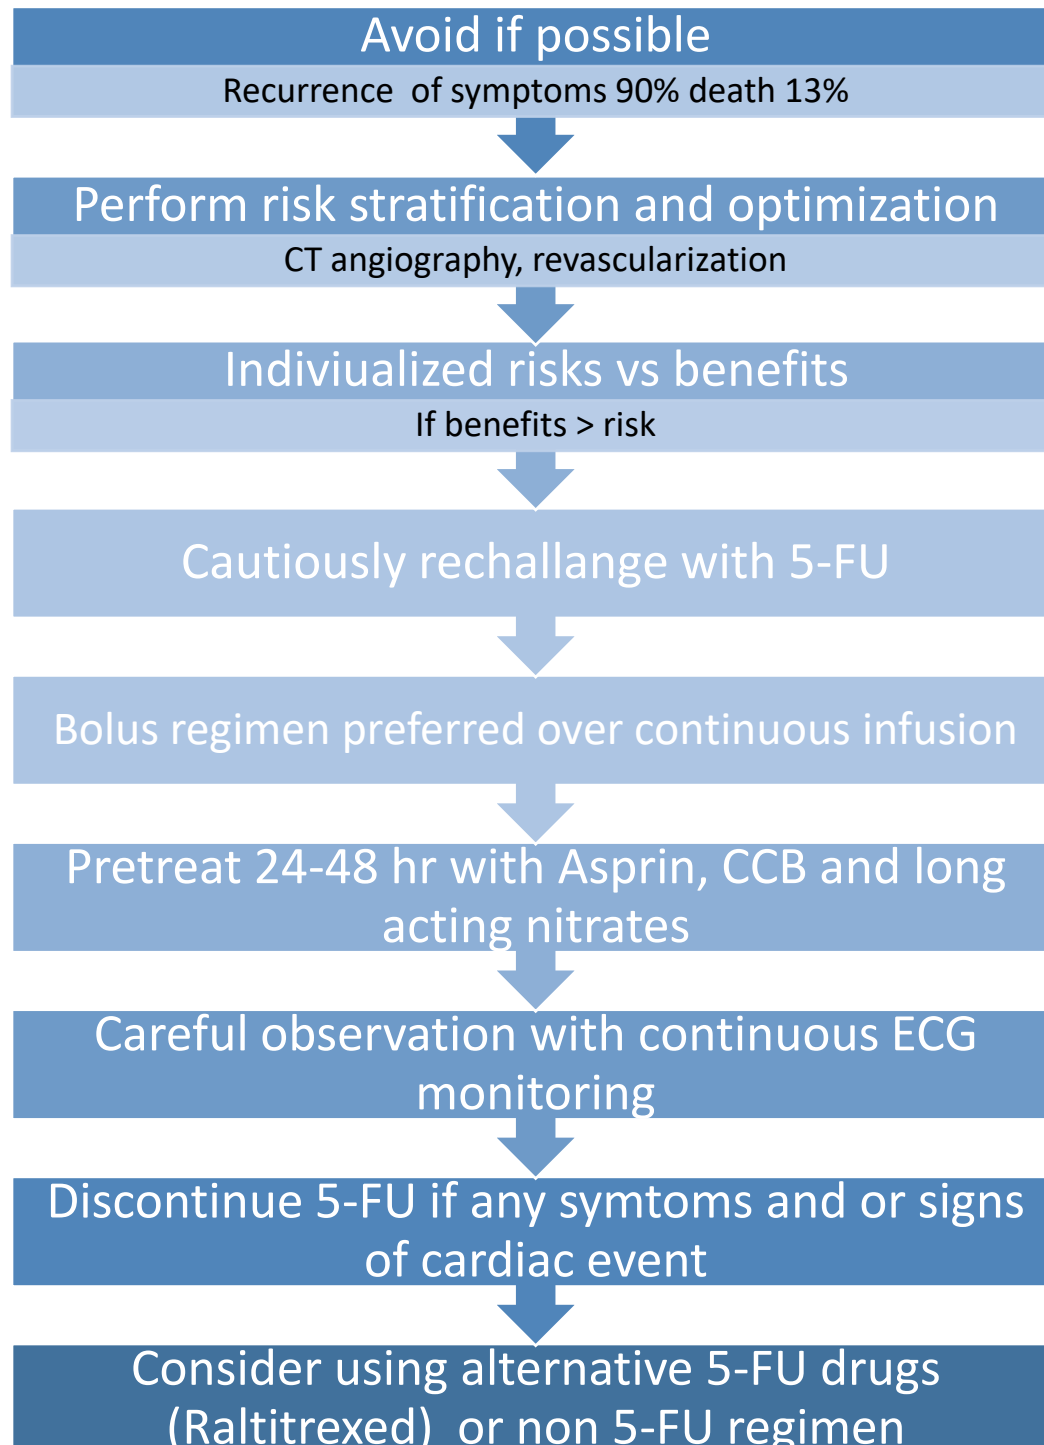 Avoid if possible
Recurrence of symptoms 90% death 13%
Perform risk stratification and optimization
CT angiography, revascularization
Indiviualized risks vs benefits
If benefits > risk
Cautiously rechallange with 5-FU
Bolus regimen preferred over continuous infusion
Pretreat 24-48 hr with Asprin, CCB and long
acting nitrates
Careful observation with continuous ECG
monitoring
Discontinue 5-FU if any symtoms and or signs
of cardiac event
Consider using alternative 5-FU drugs
(Raltitrexed) or non 5-FU regimen